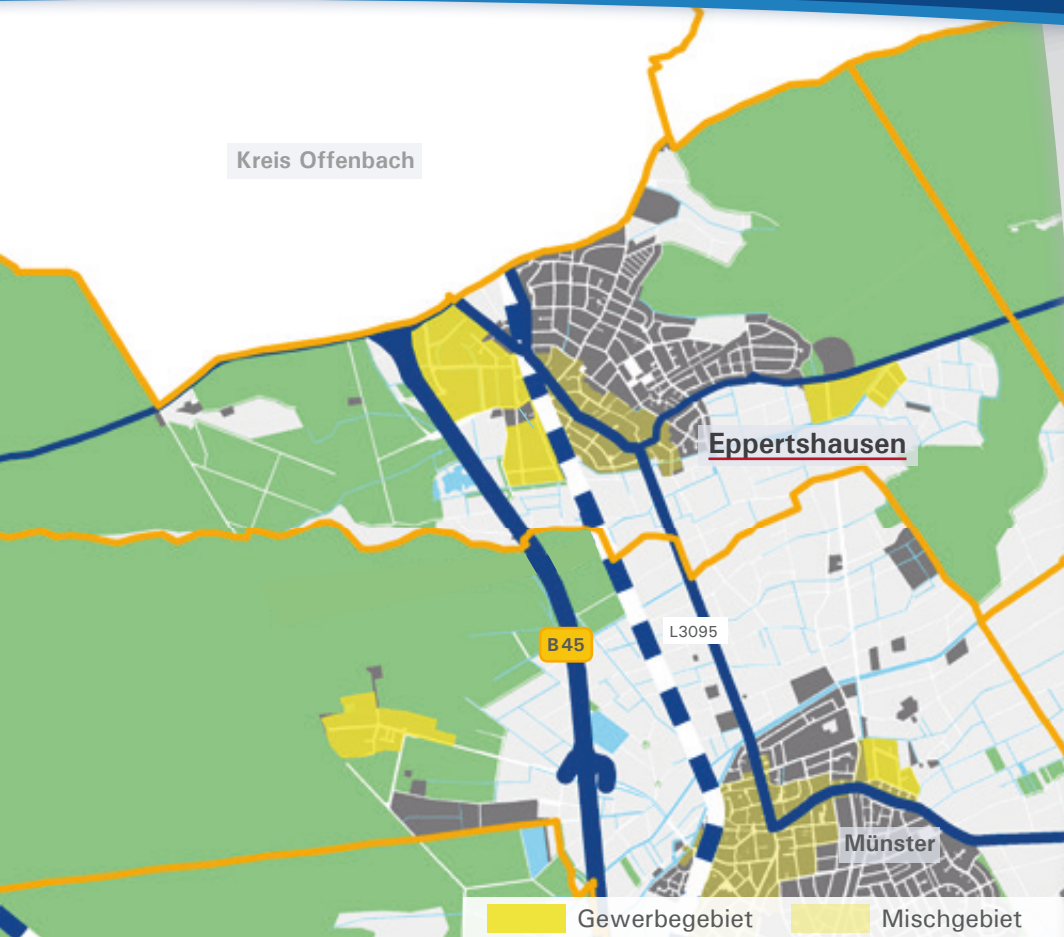 Kreis Offenbach
Eppertshausen
B45
L3095
Münster
Gewerbegebiet
Mischgebiet